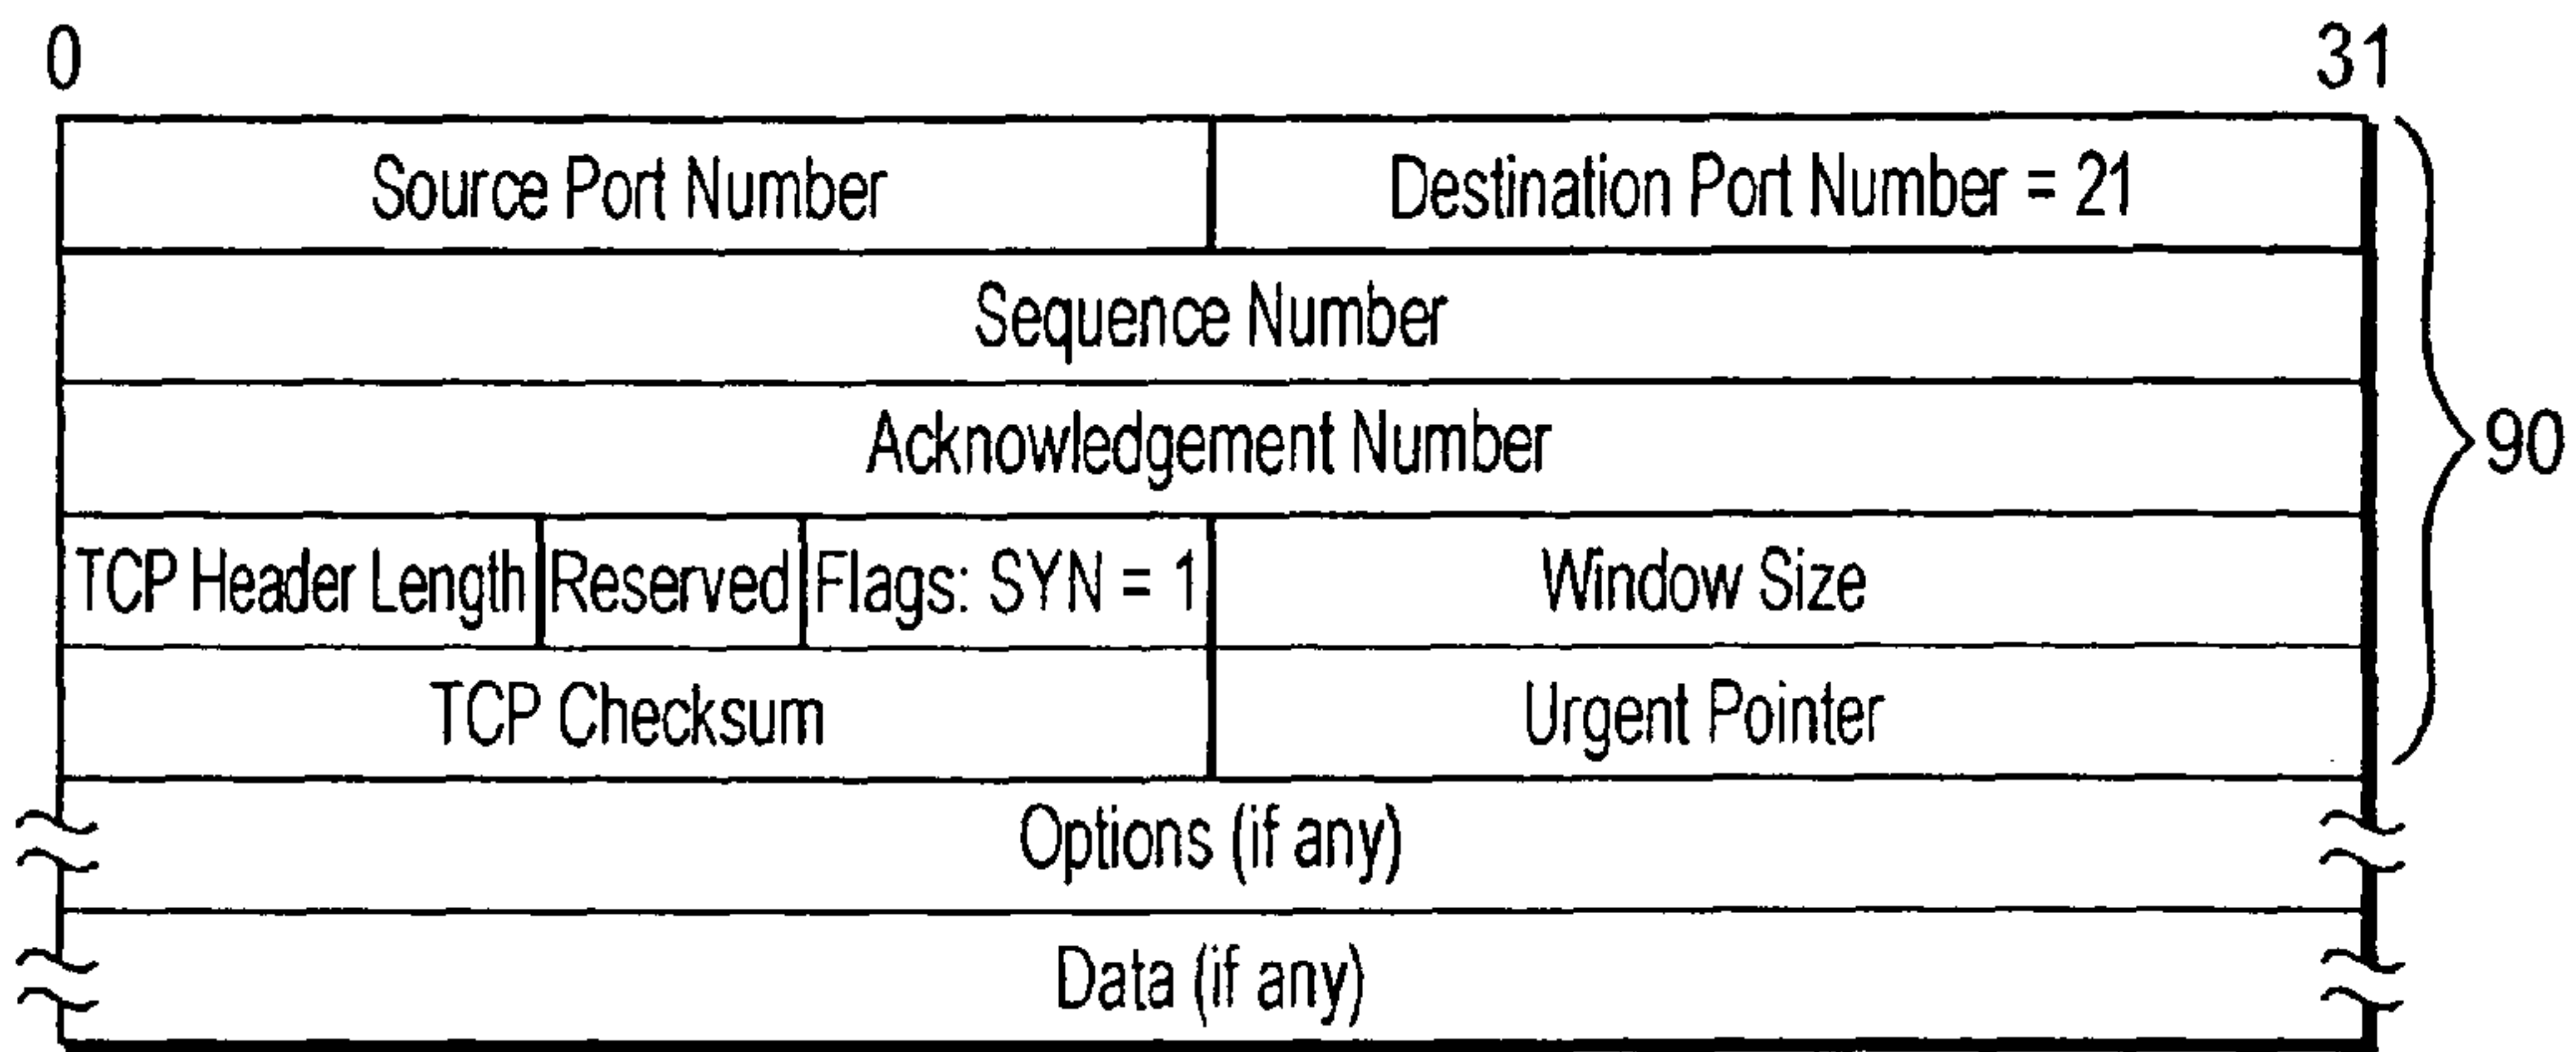 0 31
Source Port Number Destination Port Number = 21
Sequence Number
Acknowledgement Number
90
TCP Header Length Reserved Flags: SYN = 1 Window Size
TCP Checksum Urgent Pointer
Options (if any)
Data (if any)